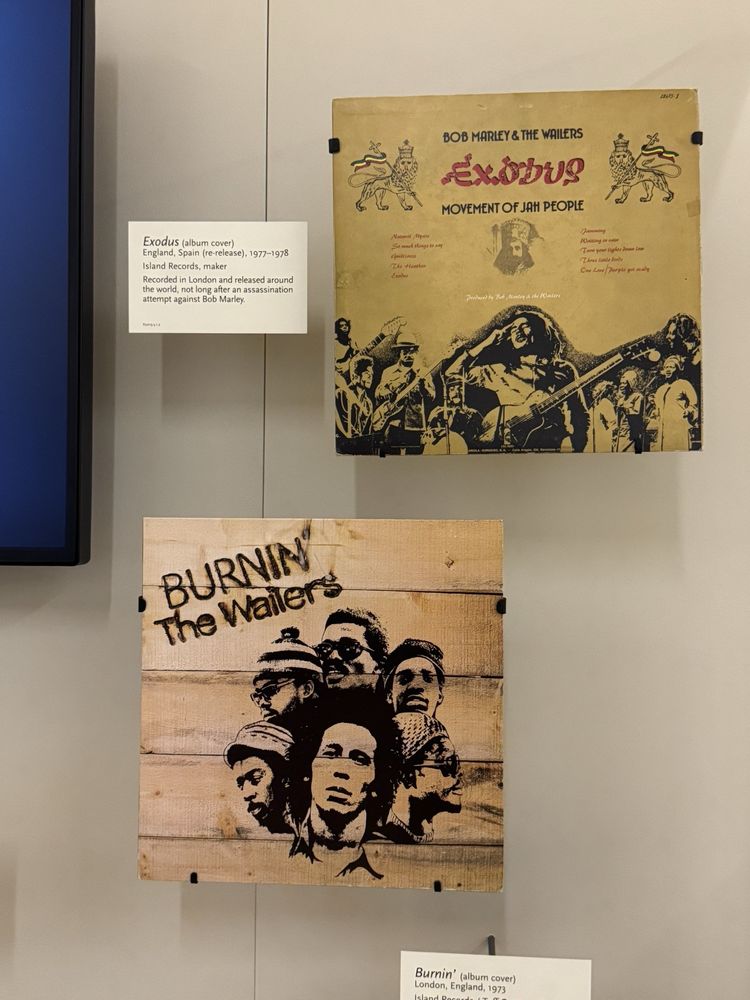 BOB MARLEY & THE WAILERS
Exodus
MOVEMENT OF JAH PEOPLE
Natural Mystic
So much things to say
Guiltiness
The Heathen
Exodus
Jamming
Waiting in vain
Turn your lights down low
Three little birds
One Love/People get ready
Produced by Bob Marley & the Wailers
Exodus (album cover)
England, Spain (re-release), 1977–1978
Island Records, maker
Recorded in London and released around
the world, not long after an assassination
attempt against Bob Marley.
BURNIN'
The Wailers
Burnin' (album cover)
London, England, 1973
Island Records